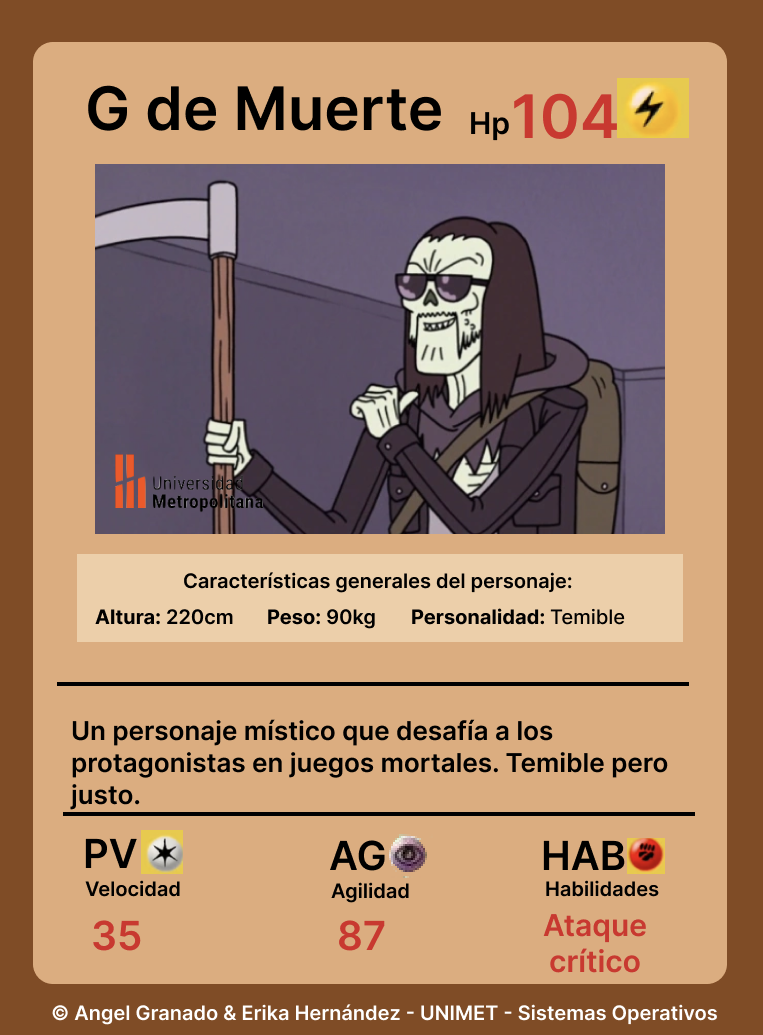 G de Muerte Hp 104
Universidad
Metropolitana
Características generales del personaje:
Altura: 220cm Peso: 90kg Personalidad: Temible
Un personaje místico que desafía a los
protagonistas en juegos mortales. Temible pero
justo.
PV AG HAB
Velocidad Agilidad Habilidades
35 87 Ataque
crítico
© Angel Granado & Erika Hernández - UNIMET - Sistemas Operativos